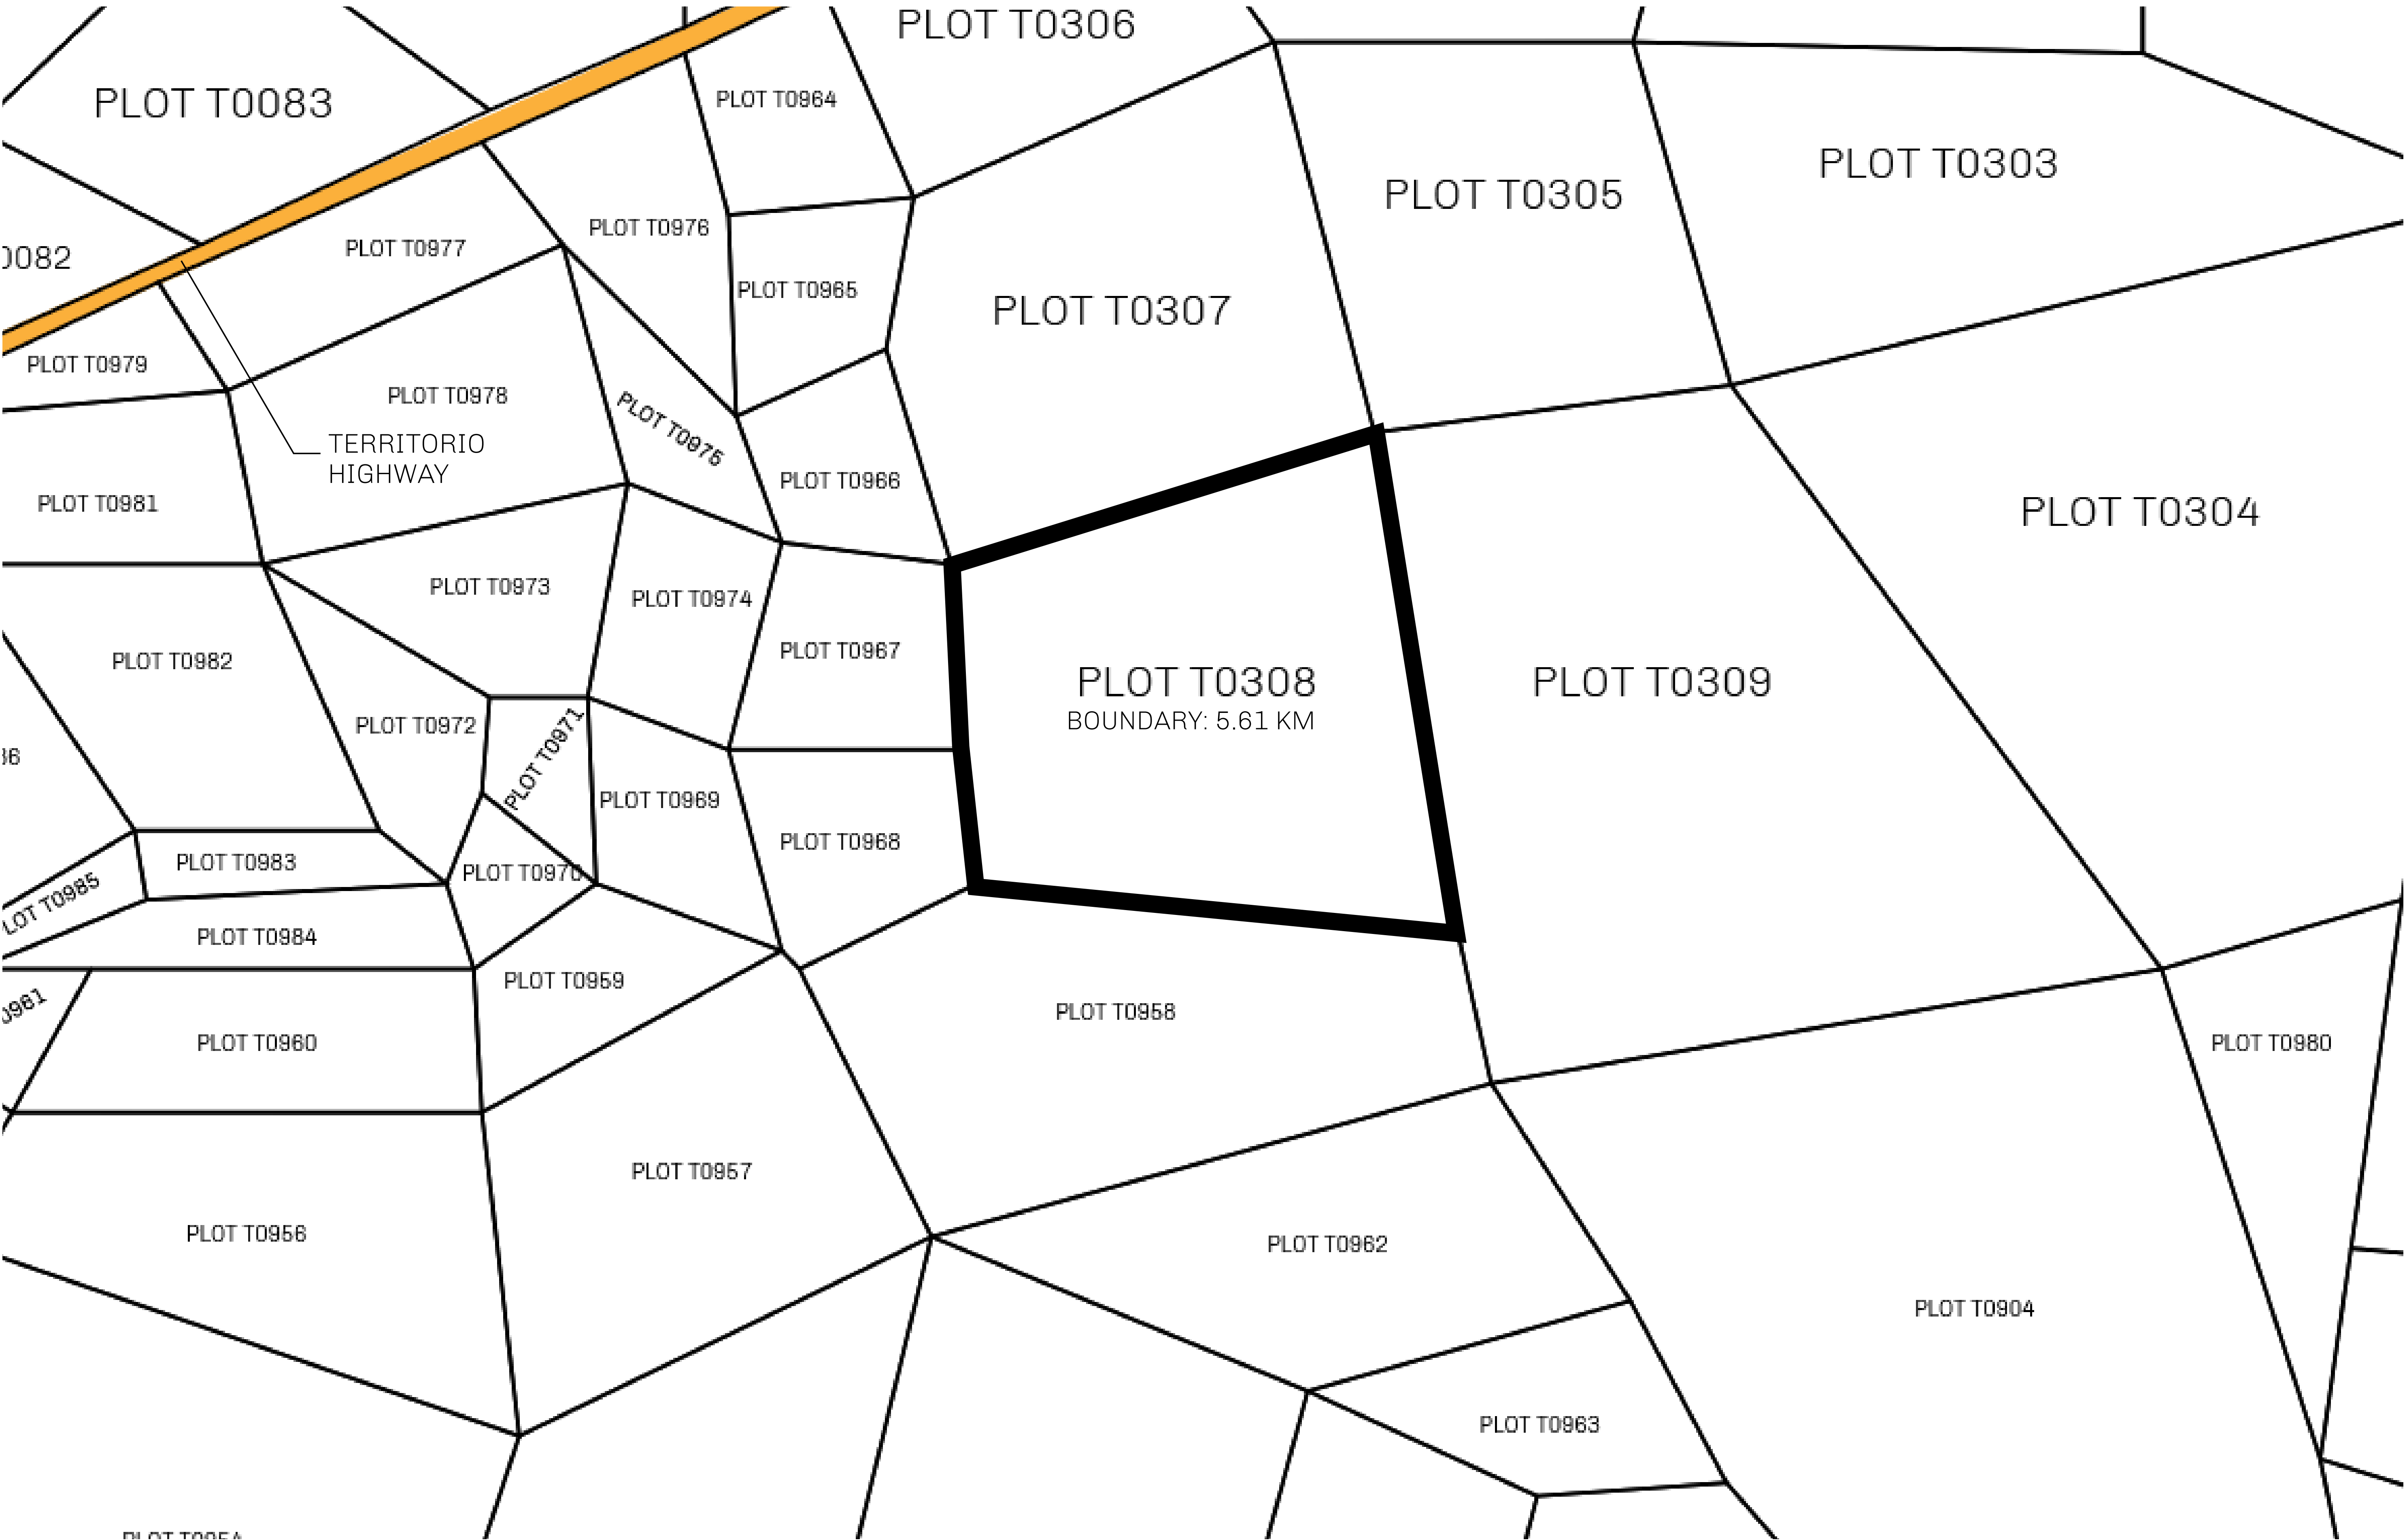 PLOT T0306
PLOT T0083
PLOT T0964
PLOT T0303
PLOT T0305
PLOT T0976
PLOT T0977
0082
PLOT T0965
PLOT T0307
PLOT T0979
PLOT T0978
PLOT T0975
TERRITORIO
HIGHWAY
PLOT T0966
PLOT T0981
PLOT T0304
PLOT T0973
PLOT T0974
PLOT T0967
PLOT T0982
PLOT T0308
BOUNDARY: 5.61 KM
PLOT T0309
PLOT T0972
PLOT T0971
36
PLOT T0969
PLOT T0968
PLOT T0983
PLOT T0970
LOT T0985
PLOT T0984
PLOT T0959
0961
PLOT T0958
PLOT T0960
PLOT T0980
PLOT T0957
PLOT T0956
PLOT T0962
PLOT T0904
PLOT T0963
PLOT T0954